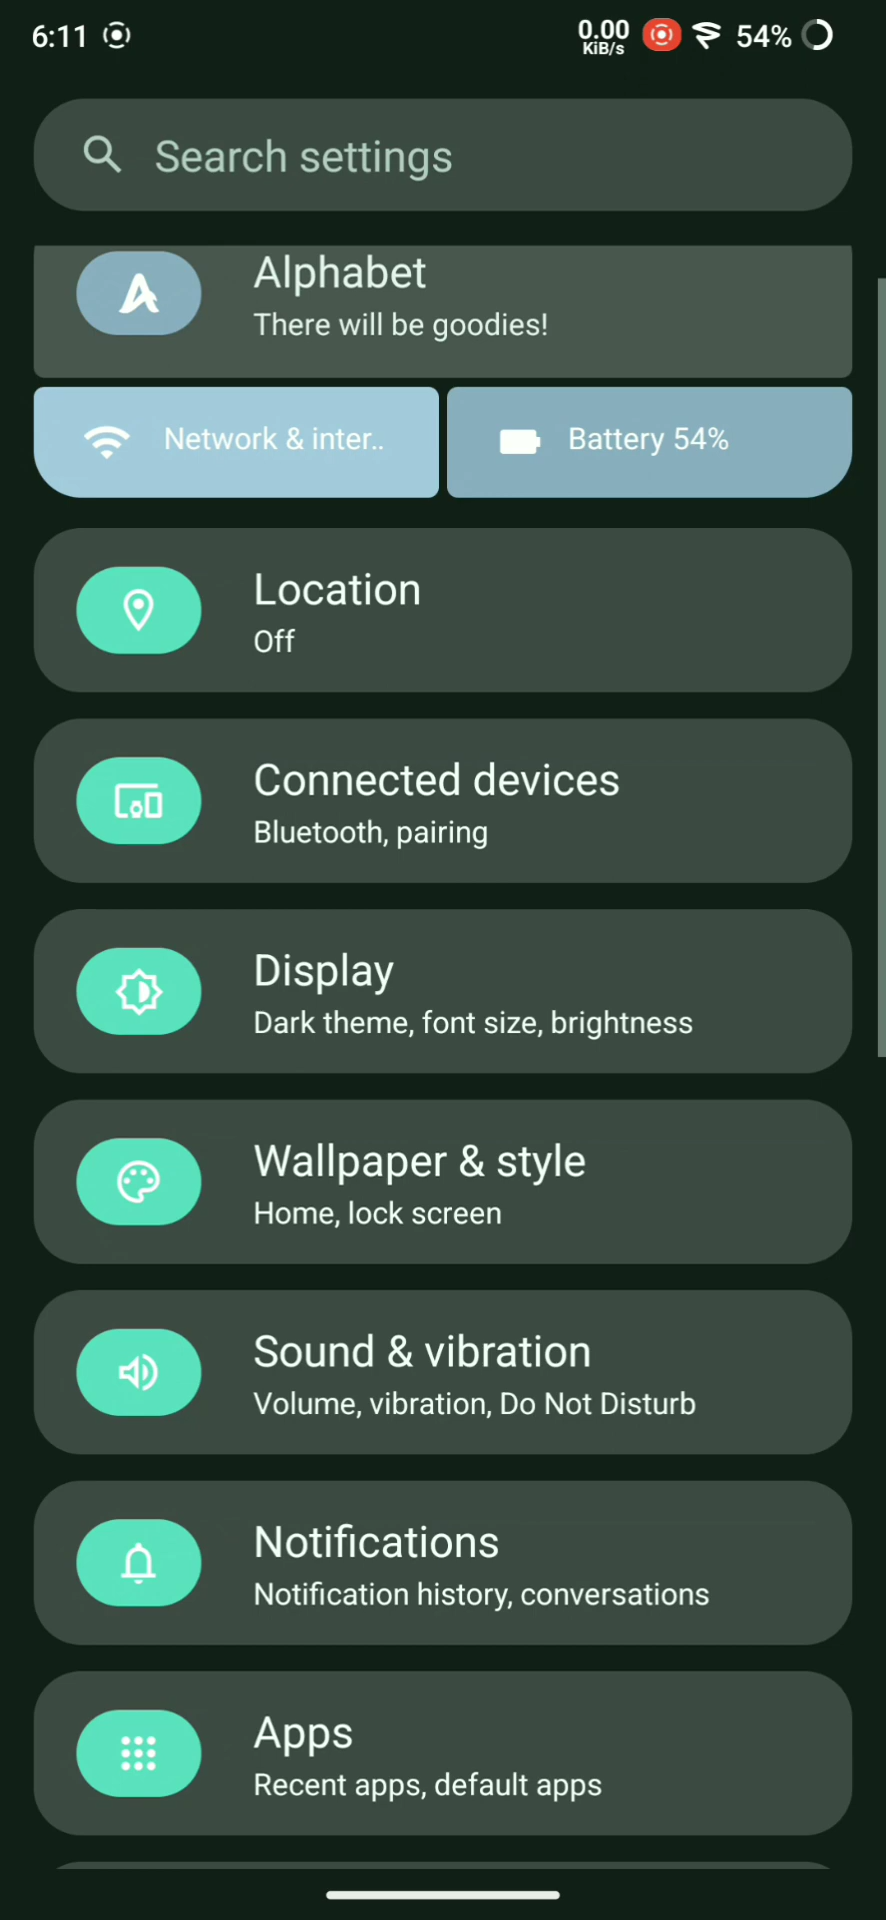 6:11
0.00
KiB/s
54%
Search settings
Alphabet
There will be goodies!
Network & inter..
Battery 54%
Location
Off
Connected devices
Bluetooth, pairing
Display
Dark theme, font size, brightness
Wallpaper & style
Home, lock screen
Sound & vibration
Volume, vibration, Do Not Disturb
Notifications
Notification history, conversations
Apps
Recent apps, default apps